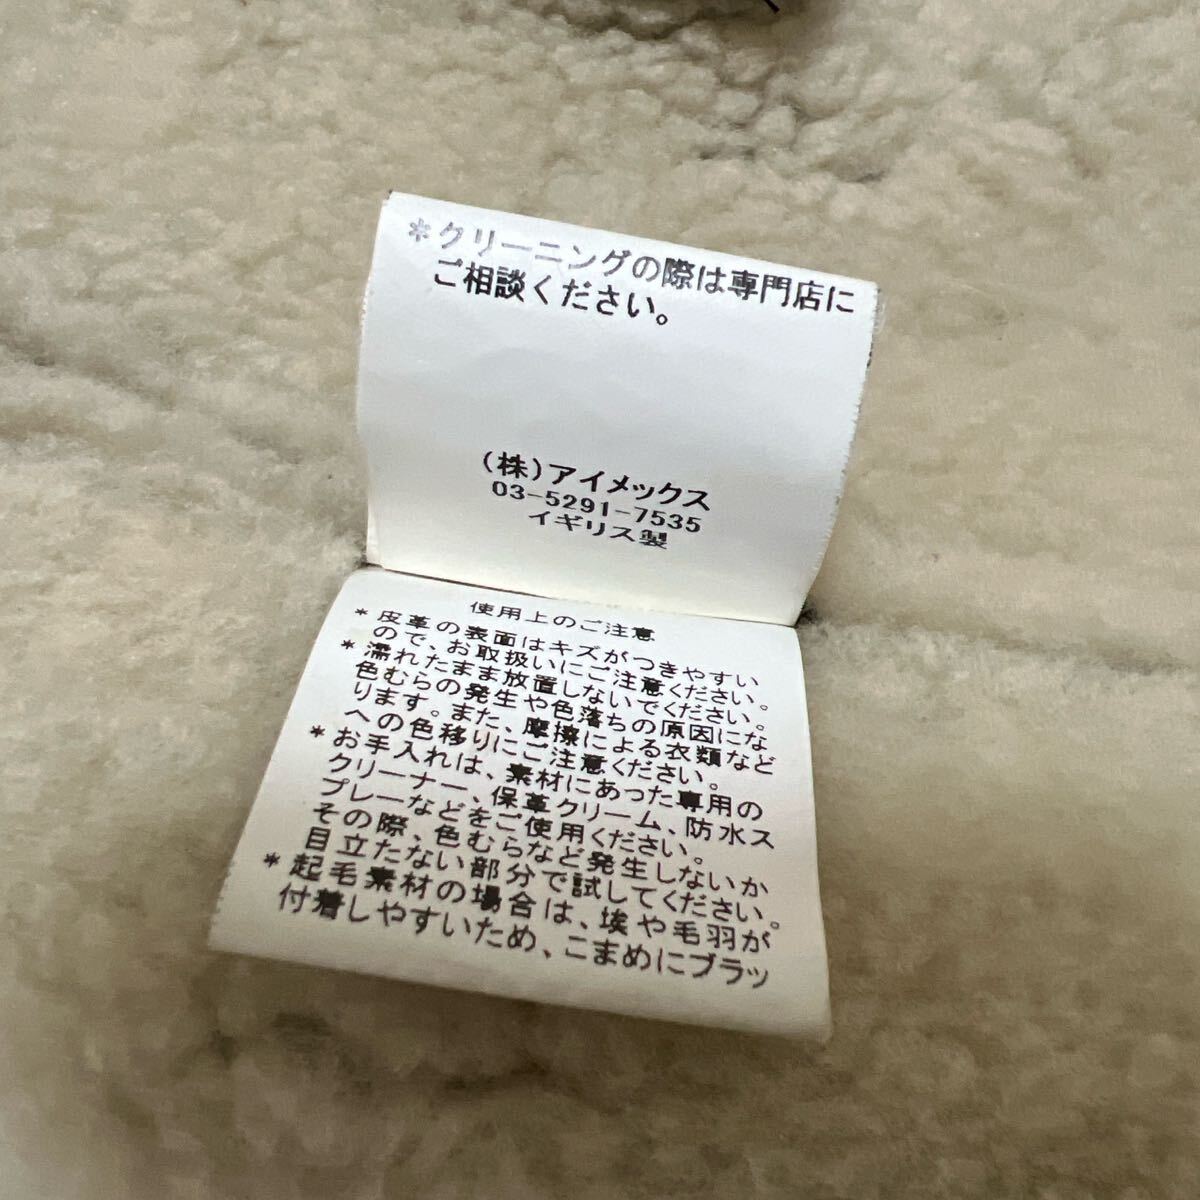 *クリーニングの際は専門店に
ご相談ください。
(株)アイメックス
03-5291-7535
イギリス製
使用上のご注意
* 皮革の表面はキズがつきやすい
ので、お取扱いにご注意ください。
* 濡れたまま放置しないでください。
色むらの発生や色落ちの原因にな
ります。また、摩擦による衣類など
への色移りにご注意ください。
* お手入れは、素材にあった専用の
クリーナー、保革クリーム、防水ス
プレーなどをご使用ください。
その際、色むらなど発生しないか
目立たない部分で試してください。
* 起毛素材の場合は、埃や毛羽が
付着しやすいため、こまめにブラッ